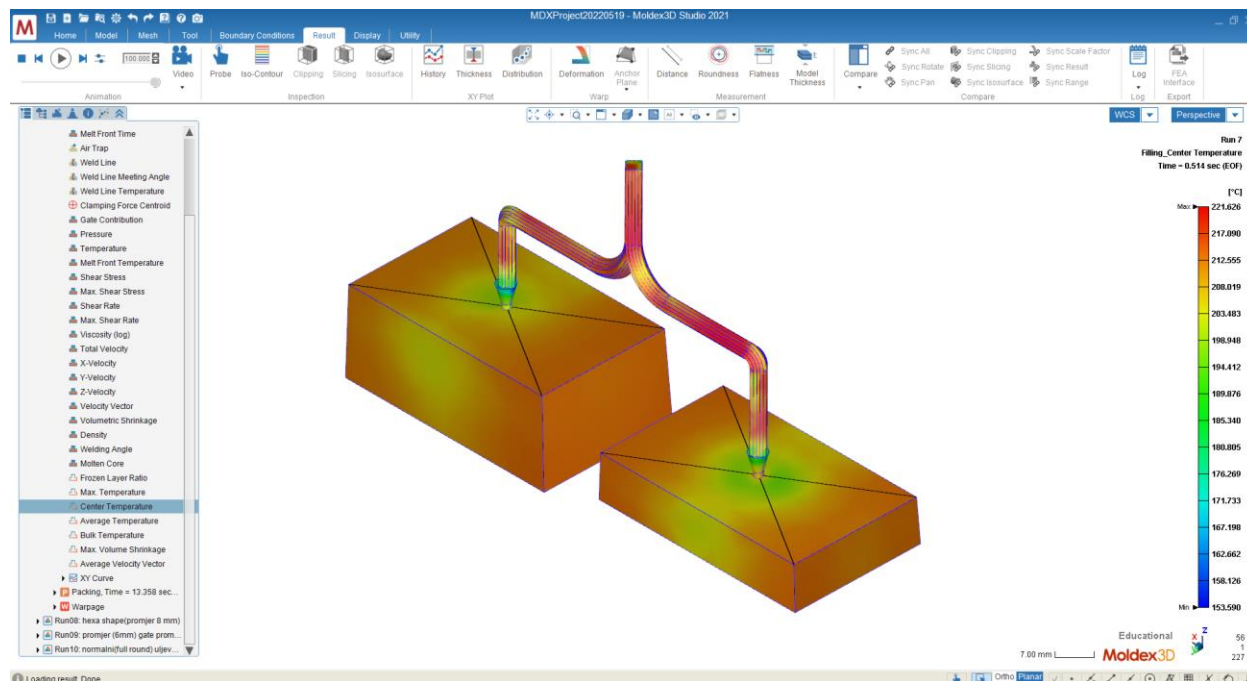 MDXProject20220519 - Moldex3D Studio 2021
M
Home Model Mesh Tool Boundary Conditions Result Display Utility
100.000
Video Probe Iso-Contour Clipping Slicing Isosurface History Thickness Distribution Deformation Anchor Plane Distance Roundness Flatness Model Thickness Compare
Sync All Sync Clipping Sync Scale Factor
Sync Rotate Sync Slicing Sync Result
Sync Pan Sync Isosurface Sync Range
Log FEA Interface
Animation Inspection XY Plot Warp Measurement Compare Log Export
WCS Perspective
Melt Front Time
Air Trap
Weld Line
Weld Line Meeting Angle
Weld Line Temperature
Clamping Force Centroid
Gate Contribution
Pressure
Temperature
Melt Front Temperature
Shear Stress
Max. Shear Stress
Shear Rate
Max. Shear Rate
Viscosity (log)
Total Velocity
X-Velocity
Y-Velocity
Z-Velocity
Velocity Vector
Volumetric Shrinkage
Density
Welding Angle
Molten Core
Frozen Layer Ratio
Max. Temperature
Center Temperature
Average Temperature
Bulk Temperature
Max. Volume Shrinkage
Average Velocity Vector
XY Curve
Packing, Time = 13.358 sec...
Warpage
Run08: hexa shape(promjer 8 mm)
Run09: promjer (6mm) gate prom...
Run10: normalni(full round) uljev...
Run 7
Filling_Center Temperature
Time = 0.514 sec (EOF)
[°C]
Max 221.626
217.090
212.555
208.019
203.483
198.948
194.412
189.876
185.340
180.805
176.269
171.733
167.198
162.662
158.126
Min 153.590
Educational
Moldex3D
7.00 mm
Z
X
56
1
227
Loading result. Done
Ortho Planar